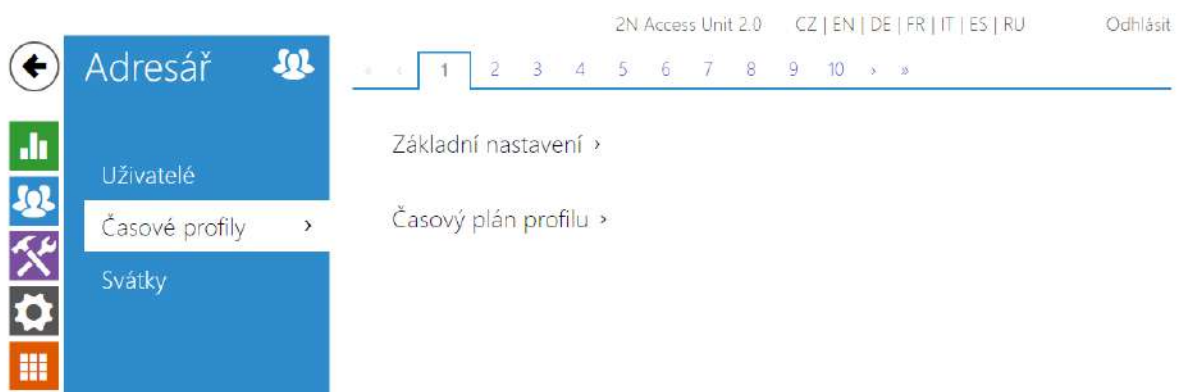 2N Access Unit 2.0 CZ | EN | DE | FR | IT | ES | RU Odhlásit
Adresář
« ‹ 1 2 3 4 5 6 7 8 9 10 › »
Základní nastavení ›
Uživatelé
Časové profily ›
Časový plán profilu ›
Svátky